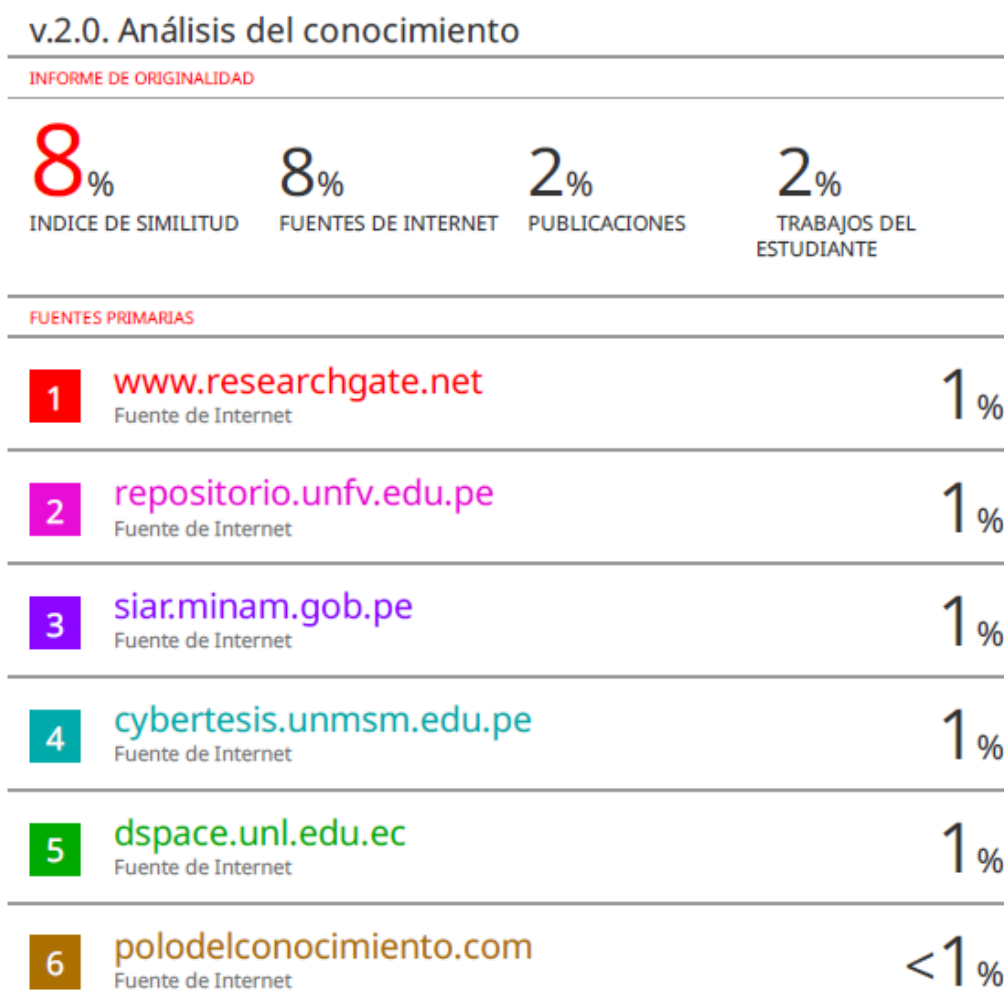 v.2.0. Análisis del conocimiento
INFORME DE ORIGINALIDAD
8% 8% 2% 2%
INDICE DE SIMILITUD FUENTES DE INTERNET PUBLICACIONES TRABAJOS DEL
ESTUDIANTE
FUENTES PRIMARIAS
1 www.researchgate.net 1%
Fuente de Internet
2 repositorio.unfv.edu.pe 1%
Fuente de Internet
3 siar.minam.gob.pe 1%
Fuente de Internet
4 cybertesis.unmsm.edu.pe 1%
Fuente de Internet
5 dspace.unl.edu.ec 1%
Fuente de Internet
6 polodelconocimiento.com <1%
Fuente de Internet